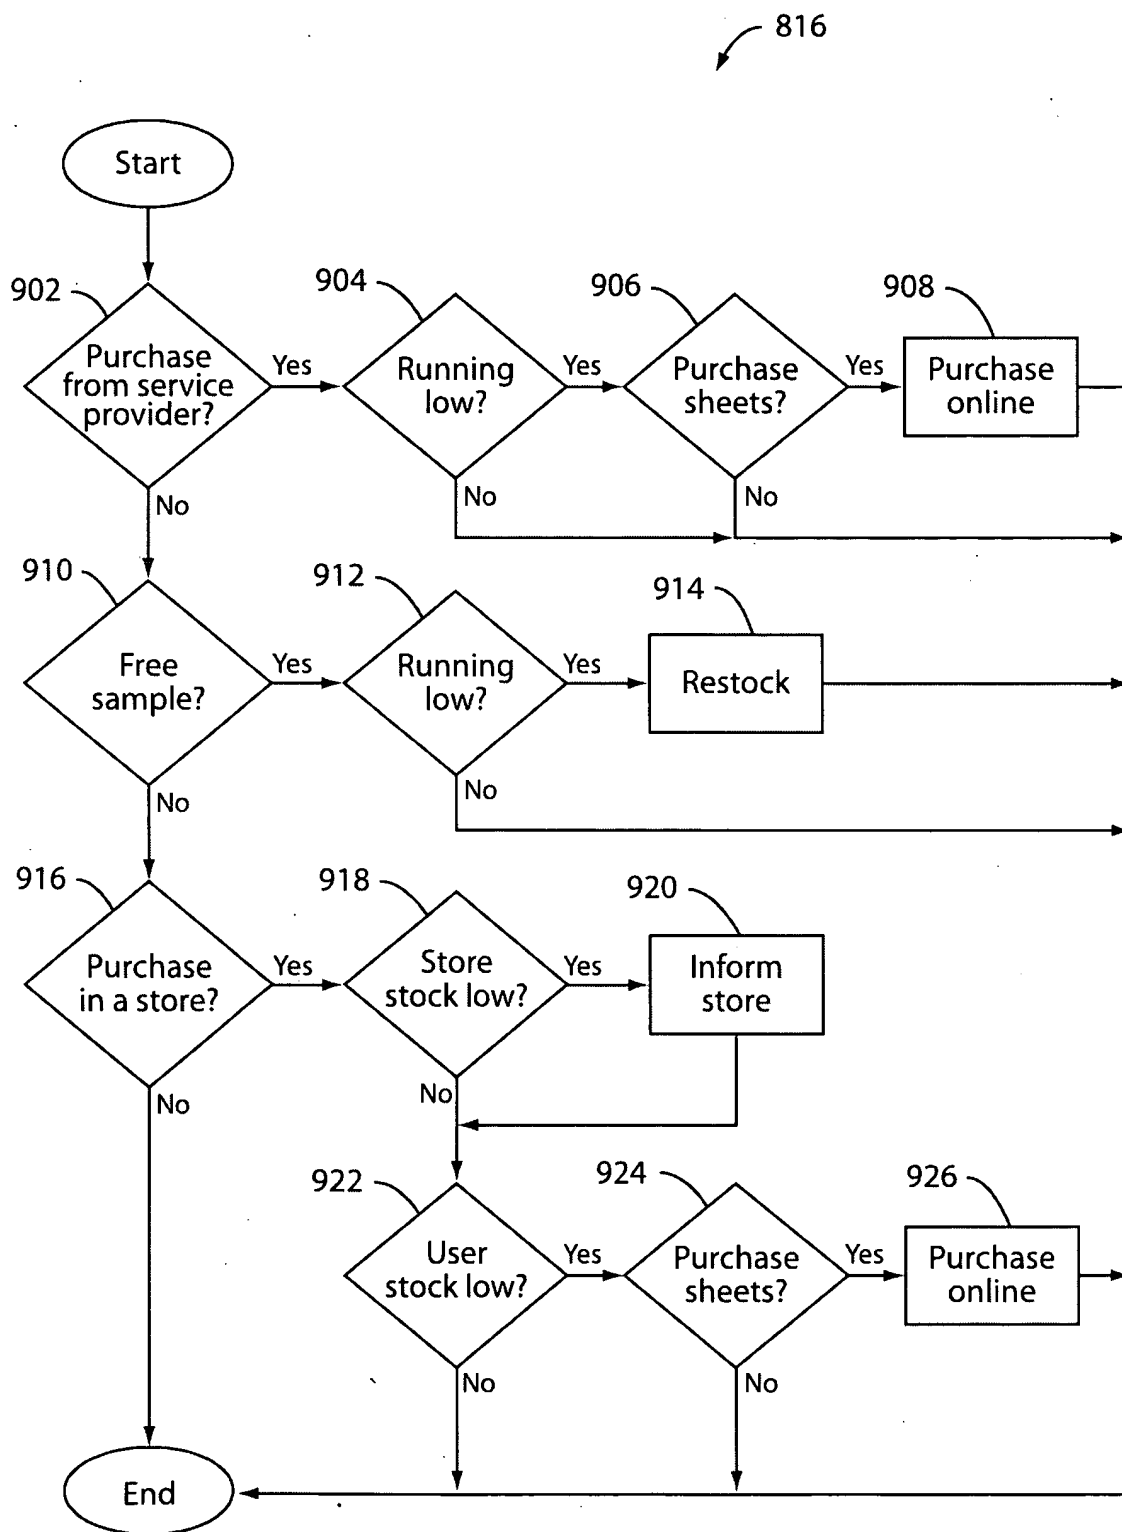 816
Start
902
904
906
908
Purchase
from service
provider?
Yes
Running
low?
Yes
Purchase
sheets?
Yes
Purchase
online
No
No
No
910
912
914
Free
sample?
Yes
Running
low?
Yes
Restock
No
No
916
918
920
Purchase
in a store?
Yes
Store
stock low?
Yes
Inform
store
No
No
922
924
926
User
stock low?
Yes
Purchase
sheets?
Yes
Purchase
online
No
No
End